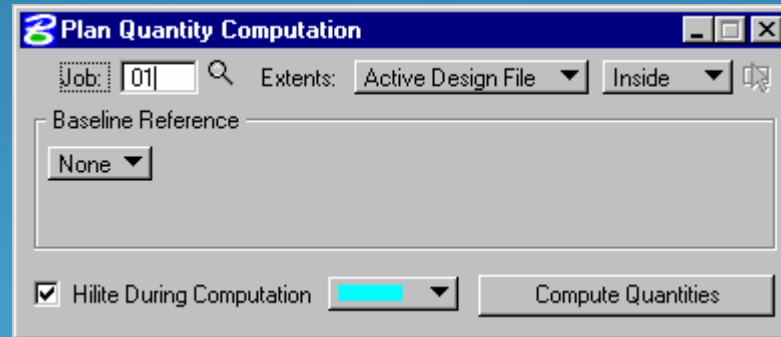 Plan Quantity Computation
Job: 01 Extents: Active Design File Inside
Baseline Reference
None
Hilite During Computation Compute Quantities